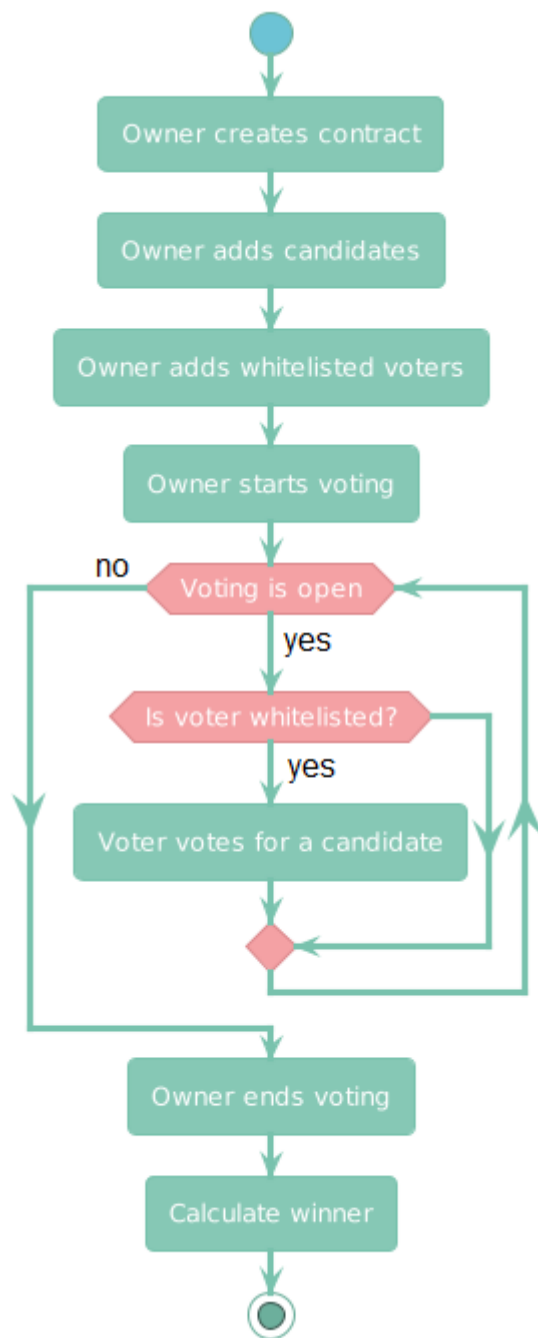 Owner creates contract
Owner adds candidates
Owner adds whitelisted voters
Owner starts voting
no
Voting is open
yes
Is voter whitelisted?
yes
Voter votes for a candidate
Owner ends voting
Calculate winner